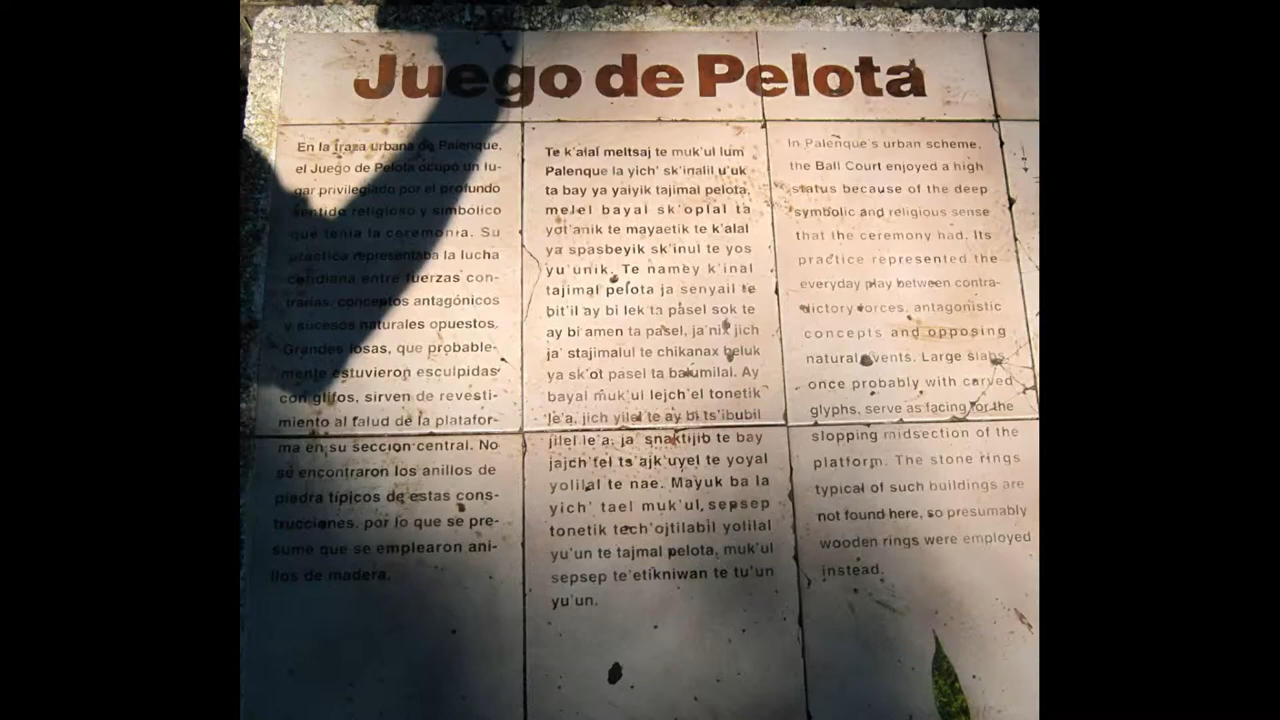 Juego de Pelota
En la traza urbana de Palenque,
el Juego de Pelota ocupó un lu-
gar privilegiado por el profundo
sentido religioso y simbólico
que tenía la ceremonia. Su
práctica representaba la lucha
cotidiana entre fuerzas con-
trarias, conceptos antagónicos
y sucesos naturales opuestos.
Grandes losas, que probable-
mente estuvieron esculpidas
con glifos, sirven de revesti-
miento al talud de la platafor-
ma en su sección central. No
se encontraron los anillos de
piedra típicos de estas cons-
trucciones, por lo que se pre-
sume que se emplearon ani-
llos de madera.
Te k'alal meltsaj te muk'ul lum
Palenque la yich' sk'inalil u'uk
ta bay ya yaiyik tajimal pelota,
melel bayal sk'oplal ta
yot'anik te mayaetik te k'alal
ya spasbeyik sk'inul te yos
yu'unik. Te namey k'inal
tajimal pelota ja senyail te
bit'il ay bi lek ta pasel sok te
ay bi amen ta pasel, ja'nix jich
ja' stajimalul te chikanax beluk
ya sk'ot pasel ta balumilal. Ay
bayal muk'ul lejch'el tonetik
le'a, jich yilel te ay bi ts'ibubil
jilel le'a, ja' snaktijib te bay
jajch'fel ts'ajk'uyel te yoyal
yolilal te nae. Mayuk ba la
yich' tael muk'ul, sepsep
tonetik tech'ojtilabil yolilal
yu'un te tajmal pelota, muk'ul
sepsep te'etikniwan te tu'un
yu'un.
In Palenque's urban scheme,
the Ball Court enjoyed a high
status because of the deep
symbolic and religious sense
that the ceremony had. Its
practice represented the
everyday play between contra-
dictory forces, antagonistic
concepts and opposing
natural events. Large slabs
once probably with carved
glyphs, serve as facing for the
slopping midsection of the
platform. The stone rings
typical of such buildings are
not found here, so presumably
wooden rings were employed
instead.